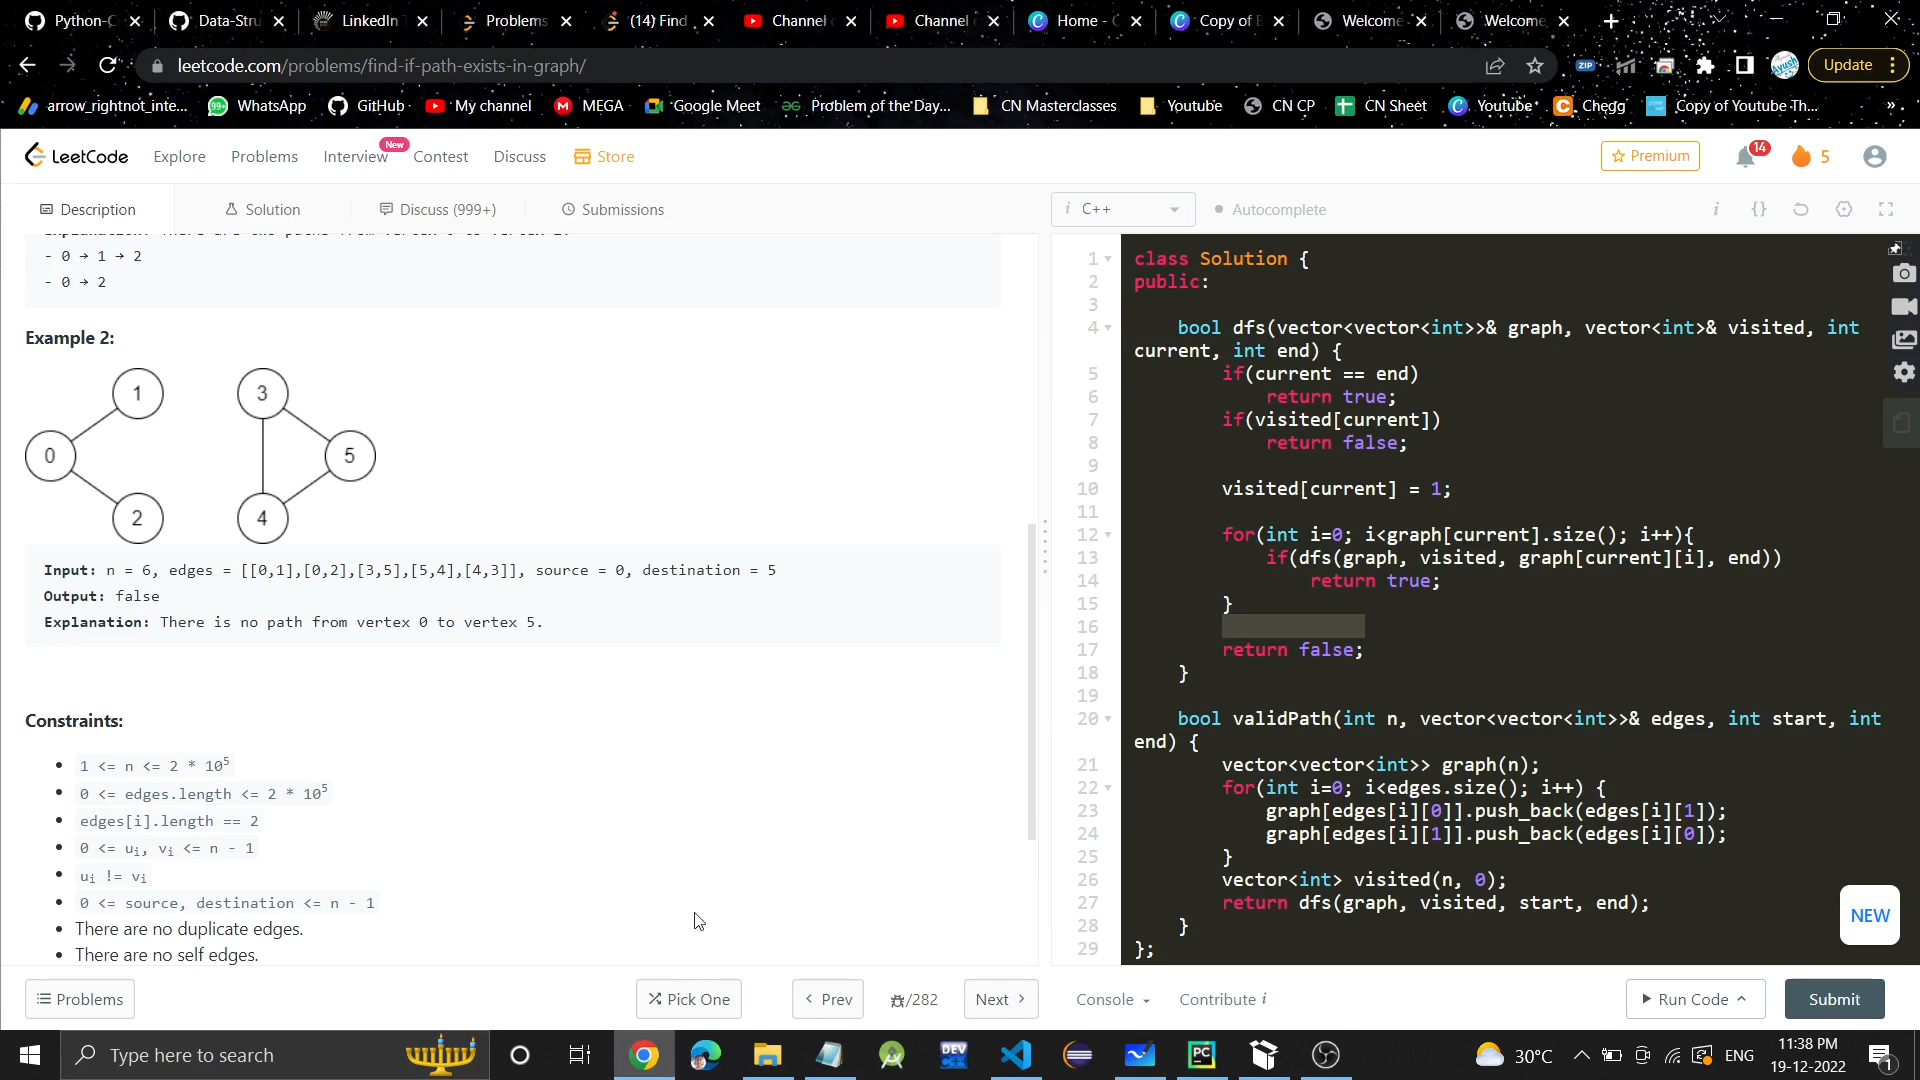 Python-C
Data-Stru
LinkedIn
Problems
(14) Find
Channel
Channel
Home - C
Copy of B
Welcome
Welcome
leetcode.com/problems/find-if-path-exists-in-graph/
ZIP
Update
arrow_rightnot_inte...
99+
WhatsApp
GitHub
My channel
MEGA
Google Meet
Problem of the Day...
CN Masterclasses
Youtube
CN CP
CN Sheet
Youtube
Chegg
Copy of Youtube Th...
»
LeetCode
Explore
Problems
Interview
New
Contest
Discuss
Store
Premium
14
5
Description
Solution
Discuss (999+)
Submissions
i C++
Autocomplete
- 0 → 1 → 2
- 0 → 2
Example 2:
1
3
0
5
2
4
Input: n = 6, edges = [[0,1],[0,2],[3,5],[5,4],[4,3]], source = 0, destination = 5
Output: false
Explanation: There is no path from vertex 0 to vertex 5.
Constraints:
• 1 <= n <= 2 * 10⁵
• 0 <= edges.length <= 2 * 10⁵
• edges[i].length == 2
• 0 <= uᵢ, vᵢ <= n - 1
• uᵢ != vᵢ
• 0 <= source, destination <= n - 1
• There are no duplicate edges.
• There are no self edges.
1 class Solution {
2 public:
3
4     bool dfs(vector<vector<int>>& graph, vector<int>& visited, int
current, int end) {
5         if(current == end)
6             return true;
7         if(visited[current])
8             return false;
9
10         visited[current] = 1;
11
12         for(int i=0; i<graph[current].size(); i++){
13             if(dfs(graph, visited, graph[current][i], end))
14                 return true;
15         }
16
17         return false;
18     }
19
20     bool validPath(int n, vector<vector<int>>& edges, int start, int
end) {
21         vector<vector<int>> graph(n);
22         for(int i=0; i<edges.size(); i++) {
23             graph[edges[i][0]].push_back(edges[i][1]);
24             graph[edges[i][1]].push_back(edges[i][0]);
25         }
26         vector<int> visited(n, 0);
27         return dfs(graph, visited, start, end);
28     }
29 };
NEW
Problems
Pick One
Prev
/282
Next
Console
Contribute i
Run Code
Submit
Type here to search
DEV
PC
30°C
ENG
11:38 PM
19-12-2022
1